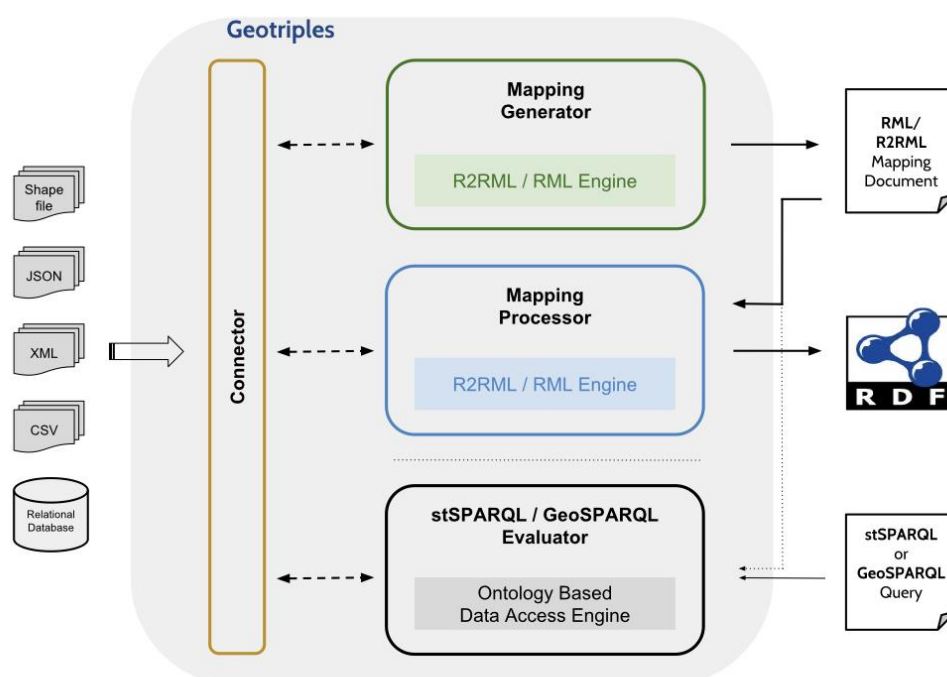 Geotriples
Shape
file
JSON
XML
CSV
Relational
Database
Connector
Mapping
Generator
R2RML / RML Engine
Mapping
Processor
R2RML / RML Engine
stSPARQL / GeoSPARQL
Evaluator
Ontology Based
Data Access Engine
RML/
R2RML
Mapping
Document
RDF
stSPARQL
or
GeoSPARQL
Query